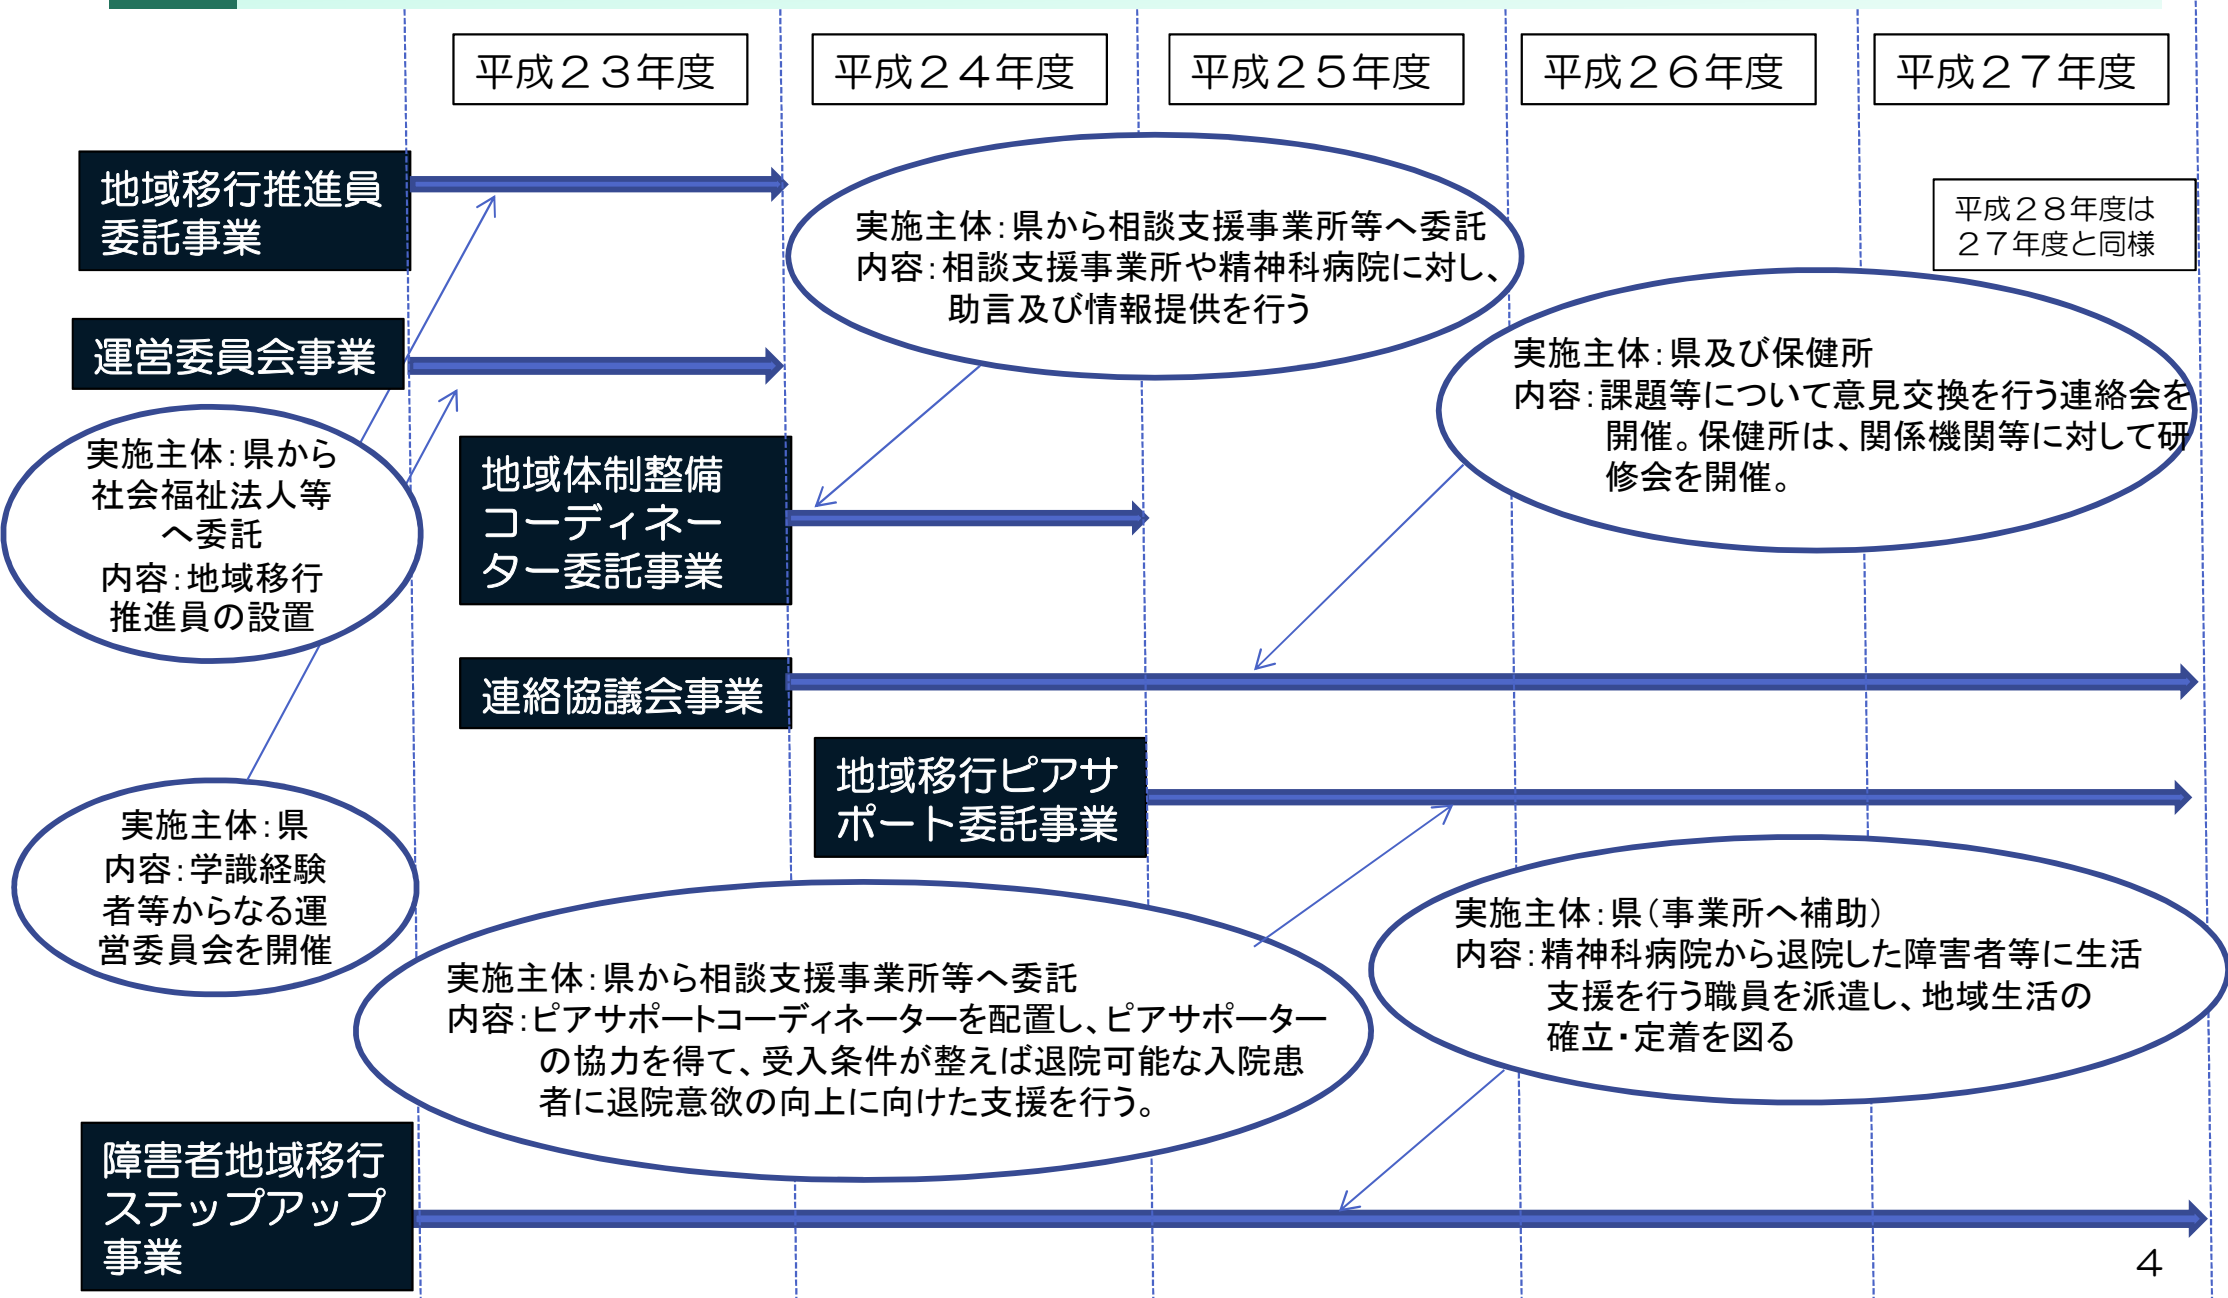 平成２３年度
平成２４年度
平成２５年度
平成２６年度
平成２７年度
地域移行推進員
委託事業
実施主体：県から相談支援事業所等へ委託
内容：相談支援事業所や精神科病院に対し、
助言及び情報提供を行う
平成２８年度は
２７年度と同様
運営委員会事業
実施主体：県及び保健所
内容：課題等について意見交換を行う連絡会を
開催。保健所は、関係機関等に対して研
修会を開催。
実施主体：県から
社会福祉法人等
へ委託
内容：地域移行
推進員の設置
地域体制整備
コーディネー
ター委託事業
連絡協議会事業
地域移行ピアサ
ポート委託事業
実施主体：県
内容：学識経験
者等からなる運
営委員会を開催
実施主体：県から相談支援事業所等へ委託
内容：ピアサポートコーディネーターを配置し、ピアサポーター
の協力を得て、受入条件が整えば退院可能な入院患
者に退院意欲の向上に向けた支援を行う。
実施主体：県（事業所へ補助）
内容：精神科病院から退院した障害者等に生活
支援を行う職員を派遣し、地域生活の
確立・定着を図る
障害者地域移行
ステップアップ
事業
4